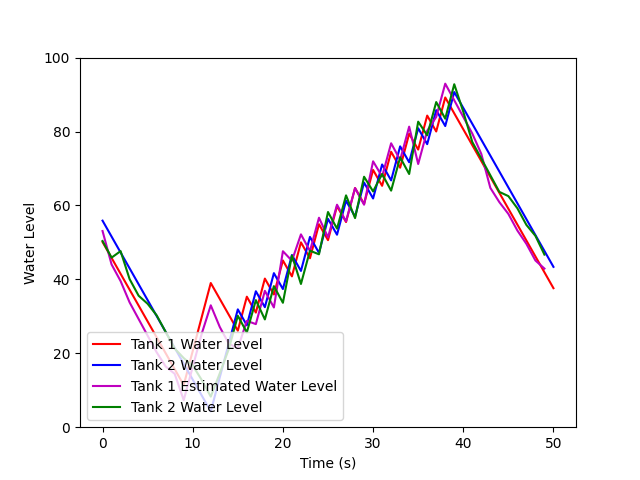 100
80
60
40
20
0
Water Level
Tank 1 Water Level
Tank 2 Water Level
Tank 1 Estimated Water Level
Tank 2 Water Level
0 10 20 30 40 50
Time (s)